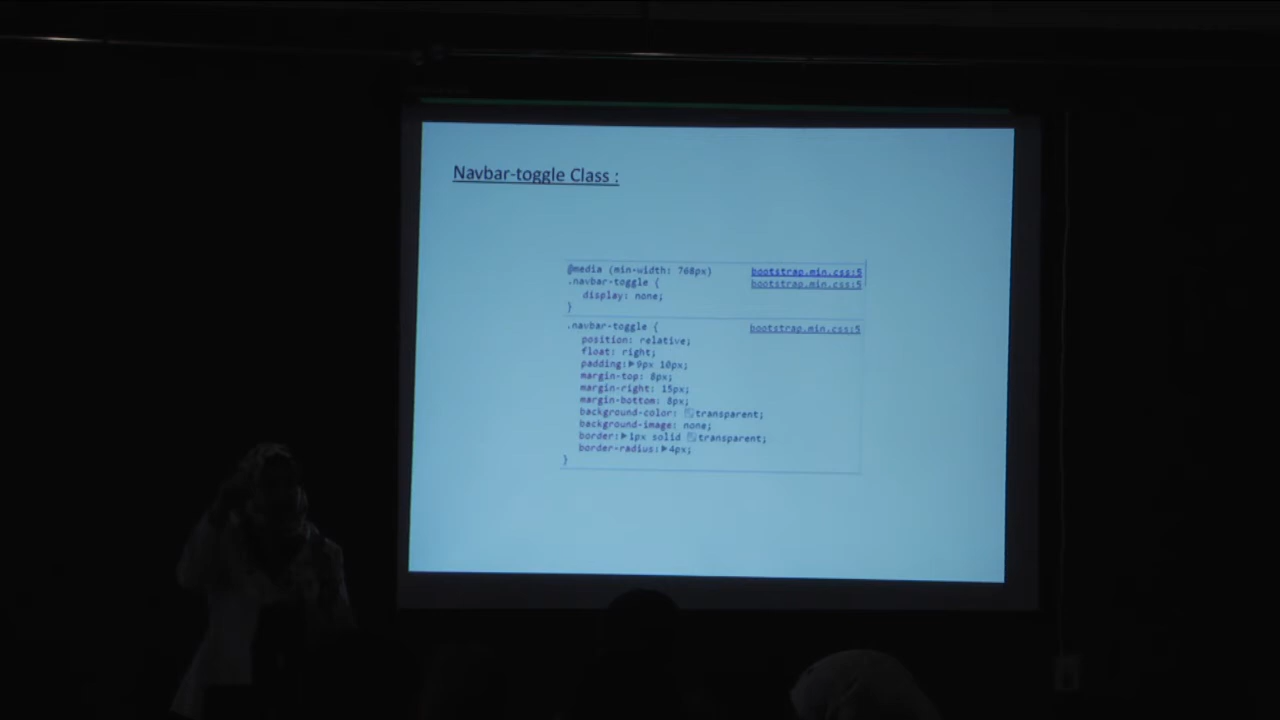 Navbar-toggle Class :
@media (min-width: 768px) bootstrap.min.css:5
.navbar-toggle { bootstrap.min.css:5
display: none;
}
.navbar-toggle { bootstrap.min.css:5
position: relative;
float: right;
padding:▶9px 10px;
margin-top: 8px;
margin-right: 15px;
margin-bottom: 8px;
background-color: transparent;
background-image: none;
border:▶1px solid transparent;
border-radius:▶4px;
}